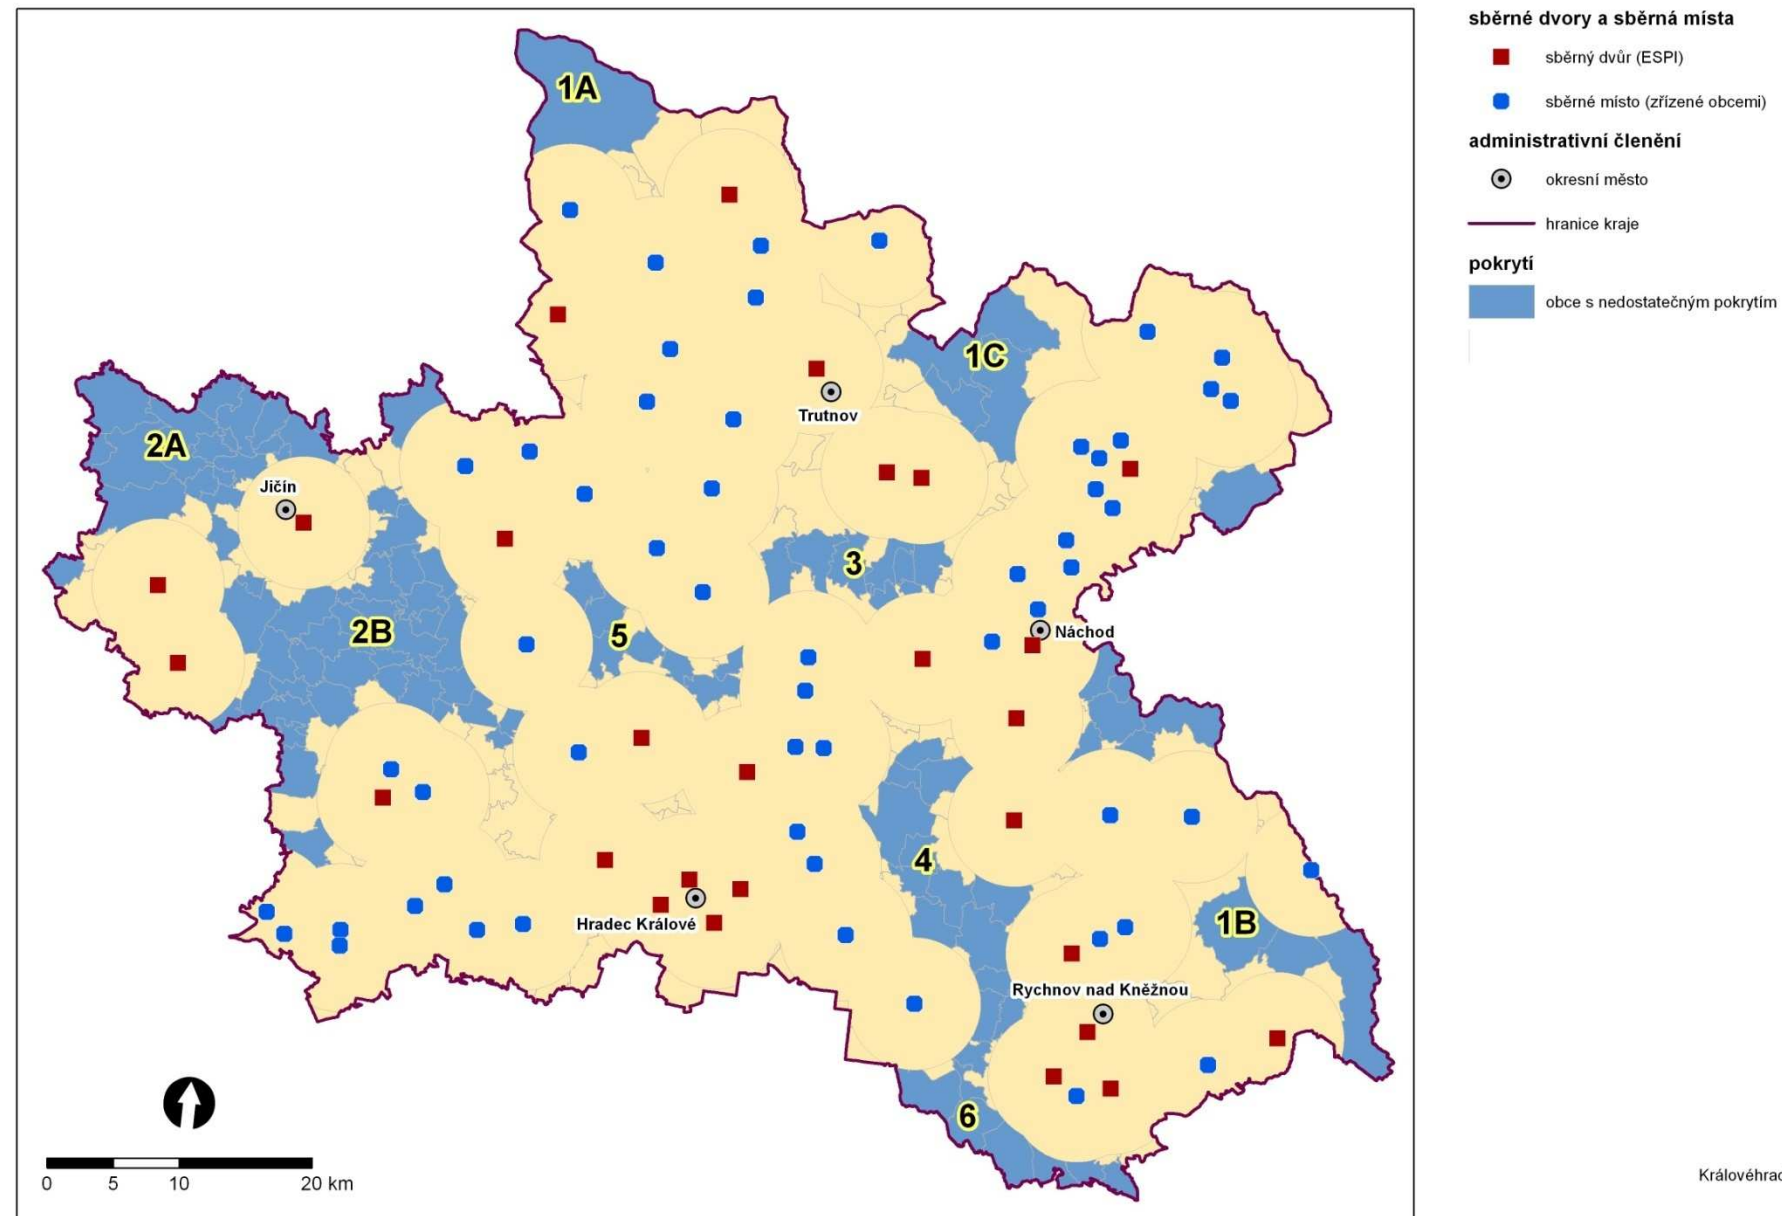 1A
1C
2A
Trutnov
Jičín
3
2B
5
Náchod
4
Hradec Králové
1B
Rychnov nad Kněžnou
6
0 5 10 20 km
sběrné dvory a sběrná místa
sběrný dvůr (ESPI)
sběrné místo (zřízené obcemi)
administrativní členění
okresní město
hranice kraje
pokrytí
obce s nedostatečným pokrytím
Královéhrad